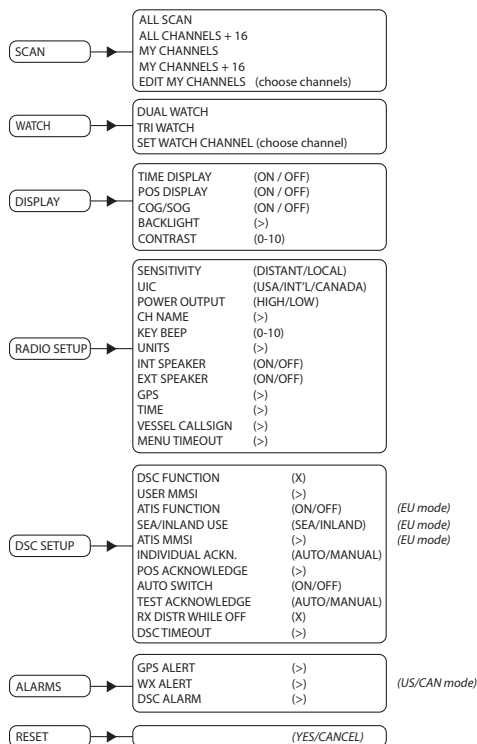 SCAN
ALL SCAN
ALL CHANNELS + 16
MY CHANNELS
MY CHANNELS + 16
EDIT MY CHANNELS (choose channels)
WATCH
DUAL WATCH
TRI WATCH
SET WATCH CHANNEL (choose channel)
DISPLAY
TIME DISPLAY (ON / OFF)
POS DISPLAY (ON / OFF)
COG/SOG (ON / OFF)
BACKLIGHT (>)
CONTRAST (0-10)
RADIO SETUP
SENSITIVITY (DISTANT/LOCAL)
UIC (USA/INT'L/CANADA)
POWER OUTPUT (HIGH/LOW)
CH NAME (>)
KEY BEEP (0-10)
UNITS (>)
INT SPEAKER (ON/OFF)
EXT SPEAKER (ON/OFF)
GPS (>)
TIME (>)
VESSEL CALLSIGN (>)
MENU TIMEOUT (>)
DSC SETUP
DSC FUNCTION (X)
USER MMSI (>)
ATIS FUNCTION (ON/OFF) (EU mode)
SEA/INLAND USE (SEA/INLAND) (EU mode)
ATIS MMSI (>) (EU mode)
INDIVIDUAL ACKN. (AUTO/MANUAL)
POS ACKNOWLEDGE (>)
AUTO SWITCH (ON/OFF)
TEST ACKNOWLEDGE (AUTO/MANUAL)
RX DISTR WHILE OFF (X)
DSC TIMEOUT (>)
ALARMS
GPS ALERT (>)
WX ALERT (>) (US/CAN mode)
DSC ALARM (>)
RESET
(YES/CANCEL)